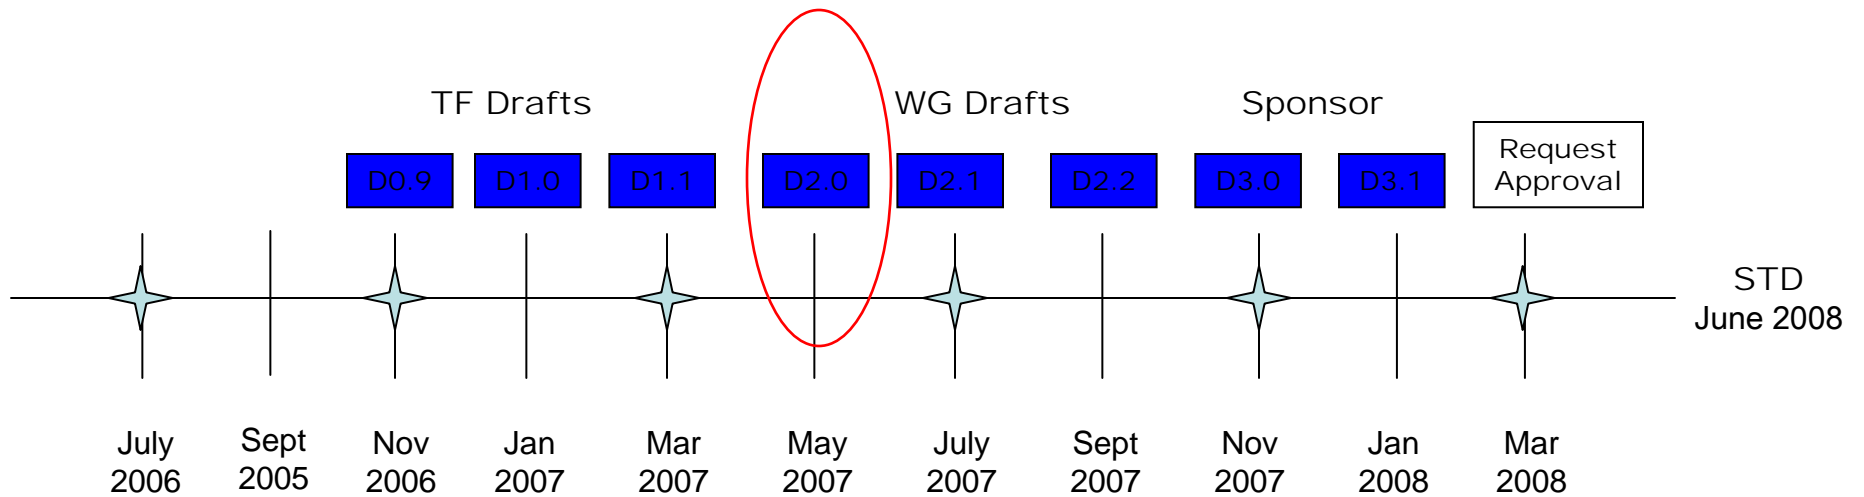 TF Drafts
WG Drafts
Sponsor
D0.9
D1.0
D1.1
D2.0
D2.1
D2.2
D3.0
D3.1
Request
Approval
STD
June 2008
July
2006
Sept
2005
Nov
2006
Jan
2007
Mar
2007
May
2007
July
2007
Sept
2007
Nov
2007
Jan
2008
Mar
2008